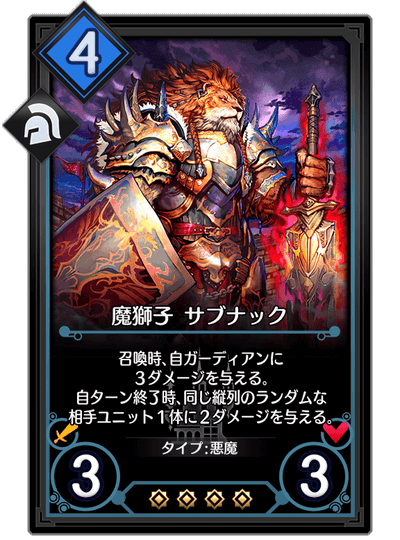 4
魔獅子 サブナック
召喚時、自ガーディアンに
3ダメージを与える。
自ターン終了時、同じ縦列のランダムな
相手ユニット1体に2ダメージを与える。
タイプ:悪魔
3 3